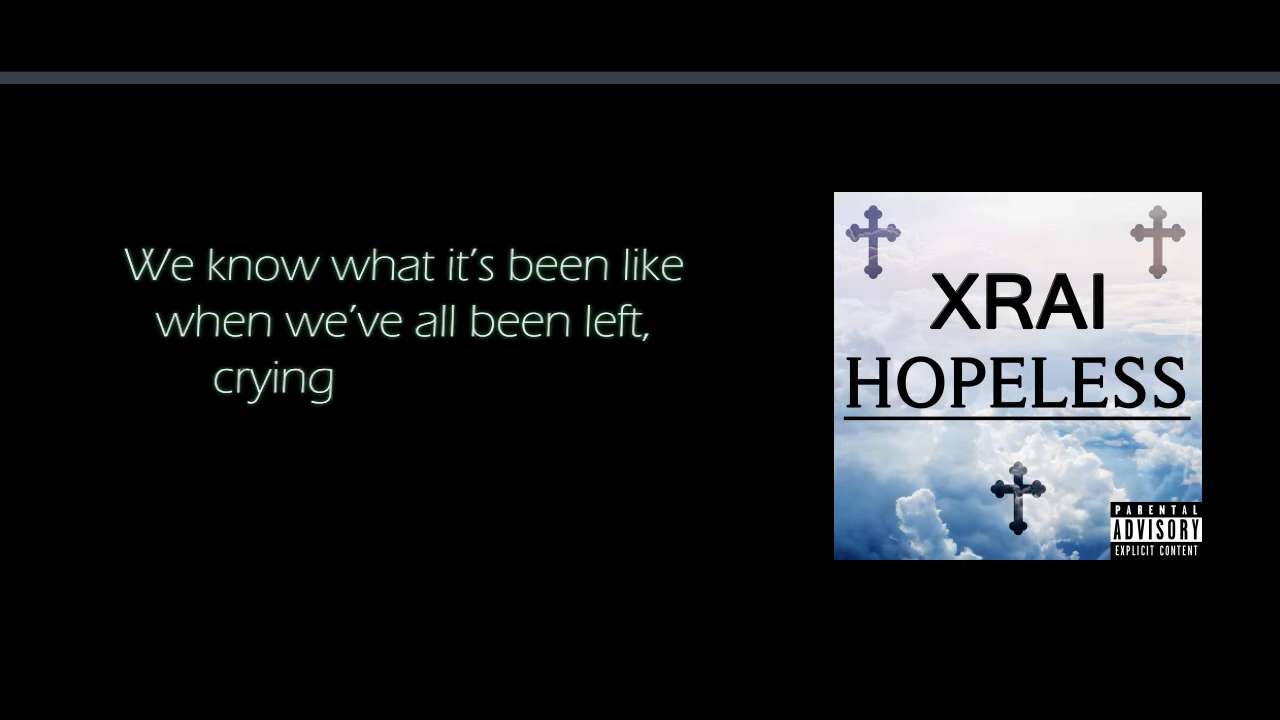 We know what it's been like
when we've all been left,
crying
XRAI
HOPELESS
PARENTAL
ADVISORY
EXPLICIT CONTENT